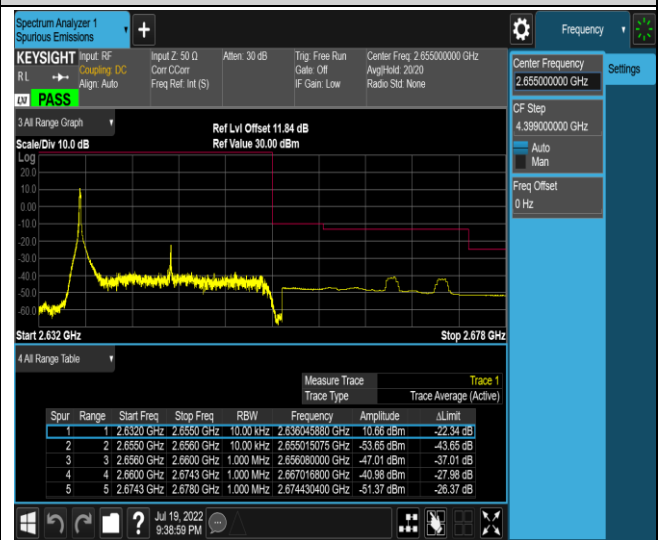 Spectrum Analyzer 1
Spurious Emissions
+
Frequency
KEYSIGHT
RL
LXI PASS
Input: RF
Coupling: DC
Align: Auto
Input Z: 50 Ω
Corr CCorr
Freq Ref: Int (S)
Atten: 30 dB
Trig: Free Run
Gate: Off
IF Gain: Low
Center Freq: 2.655000000 GHz
Avg|Hold: 20/20
Radio Std: None
Center Frequency
2.655000000 GHz
Settings
CF Step
4.399000000 GHz
Auto
Man
Freq Offset
0 Hz
3 All Range Graph
Scale/Div 10.0 dB
Ref Lvl Offset 11.84 dB
Ref Value 30.00 dBm
Log
20.0
10.0
0.00
-10.0
-20.0
-30.0
-40.0
-50.0
-60.0
Start 2.632 GHz
Stop 2.678 GHz
4 All Range Table
Measure Trace Trace 1
Trace Type Trace Average (Active)
Spur Range Start Freq Stop Freq RBW Frequency Amplitude ΔLimit
1 1 2.6320 GHz 2.6550 GHz 10.00 kHz 2.636045880 GHz 10.66 dBm -22.34 dB
2 2 2.6550 GHz 2.6560 GHz 10.00 kHz 2.655015075 GHz -53.65 dBm -43.65 dB
3 3 2.6560 GHz 2.6600 GHz 1.000 MHz 2.656080000 GHz -47.01 dBm -37.01 dB
4 4 2.6600 GHz 2.6743 GHz 1.000 MHz 2.667016800 GHz -40.98 dBm -27.98 dB
5 5 2.6743 GHz 2.6780 GHz 1.000 MHz 2.674430400 GHz -51.37 dBm -26.37 dB
?
Jul 19, 2022
9:38:59 PM